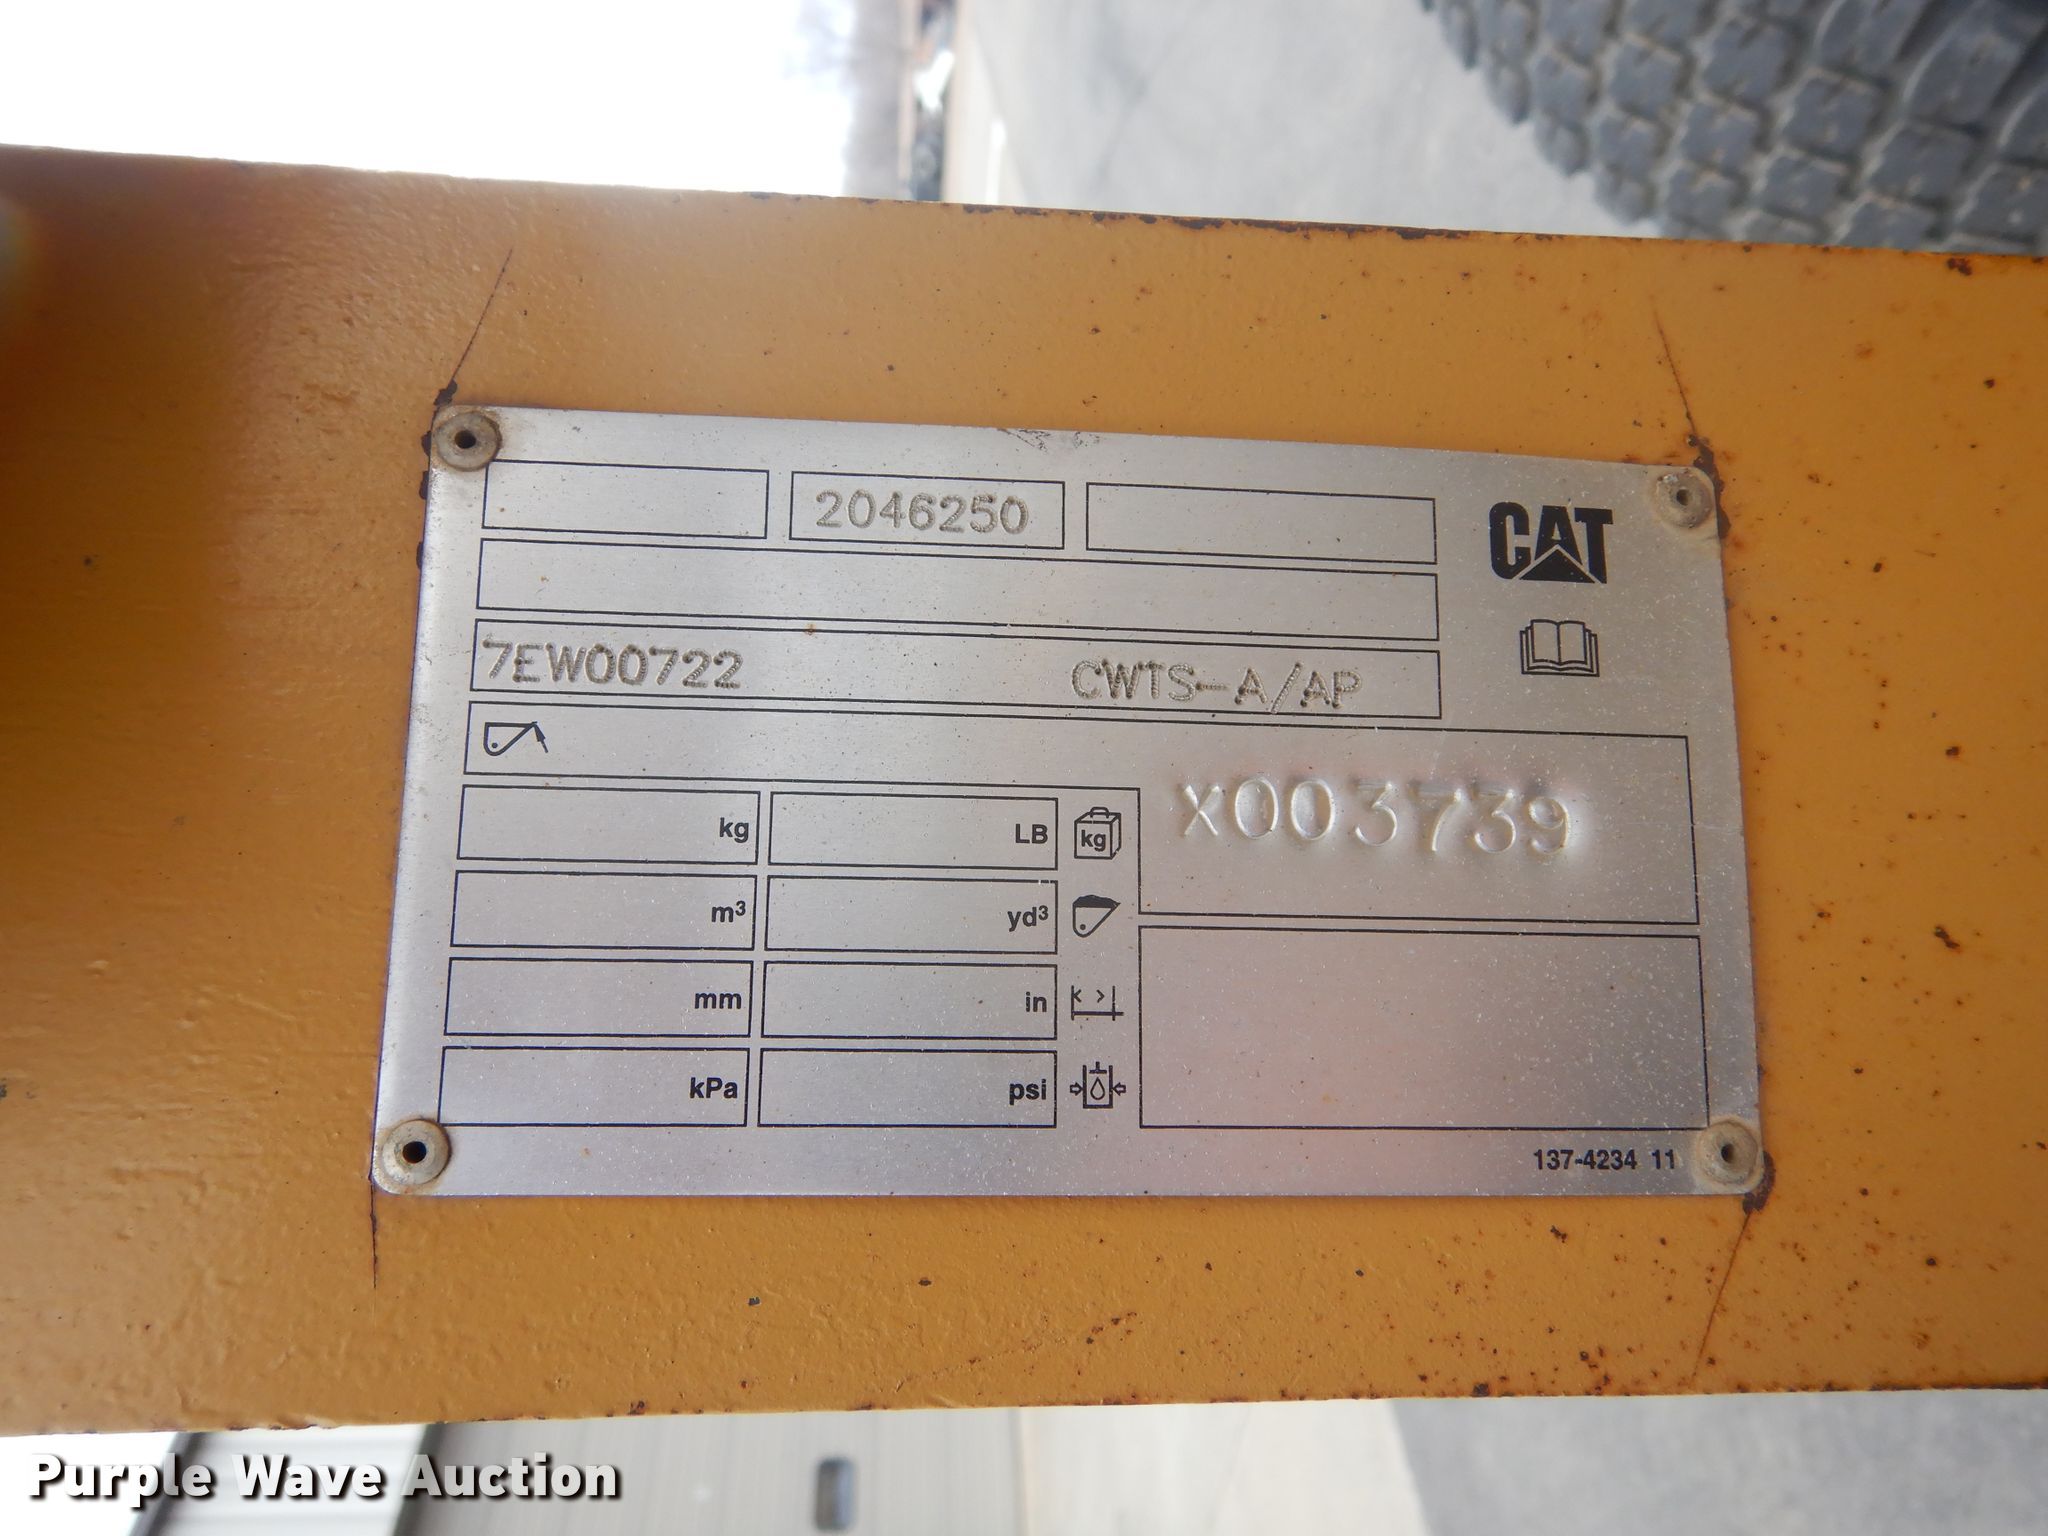 2046250
CAT
7EW00722 CWTS-A/AP
X003739
kg LB kg
m³ yd³
mm in
kPa psi
137-4234 11
Purple Wave Auction